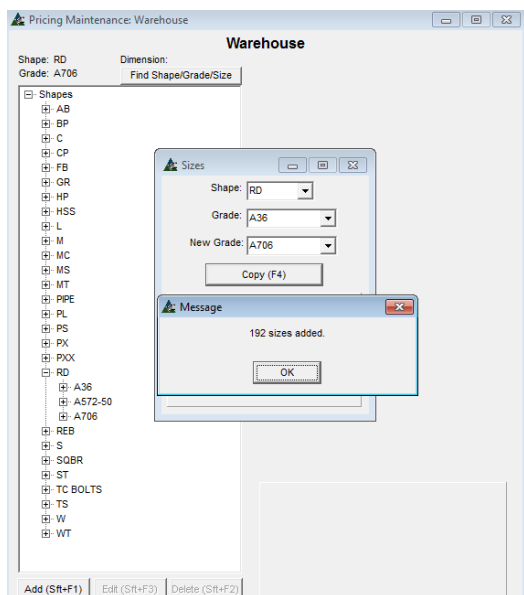 Pricing Maintenance: Warehouse
Warehouse
Shape: RD Dimension:
Grade: A706 Find Shape/Grade/Size
Shapes
AB
BP
C
CP
FB
GR
HP
HSS
L
M
MC
MS
MT
PIPE
PL
PS
PX
PXX
RD
A36
A572-50
A706
REB
S
SQBR
ST
TC BOLTS
TS
W
WT
Add (Sft+F1) Edit (Sft+F3) Delete (Sft+F2)
Sizes
Shape: RD
Grade: A36
New Grade: A706
Copy (F4)
Message
192 sizes added.
OK